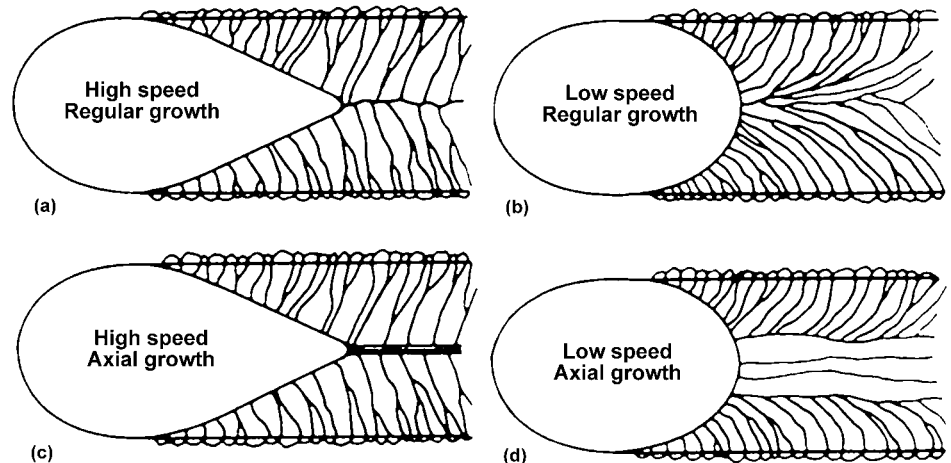 High speed
Regular growth
(a)
Low speed
Regular growth
(b)
High speed
Axial growth
(c)
Low speed
Axial growth
(d)